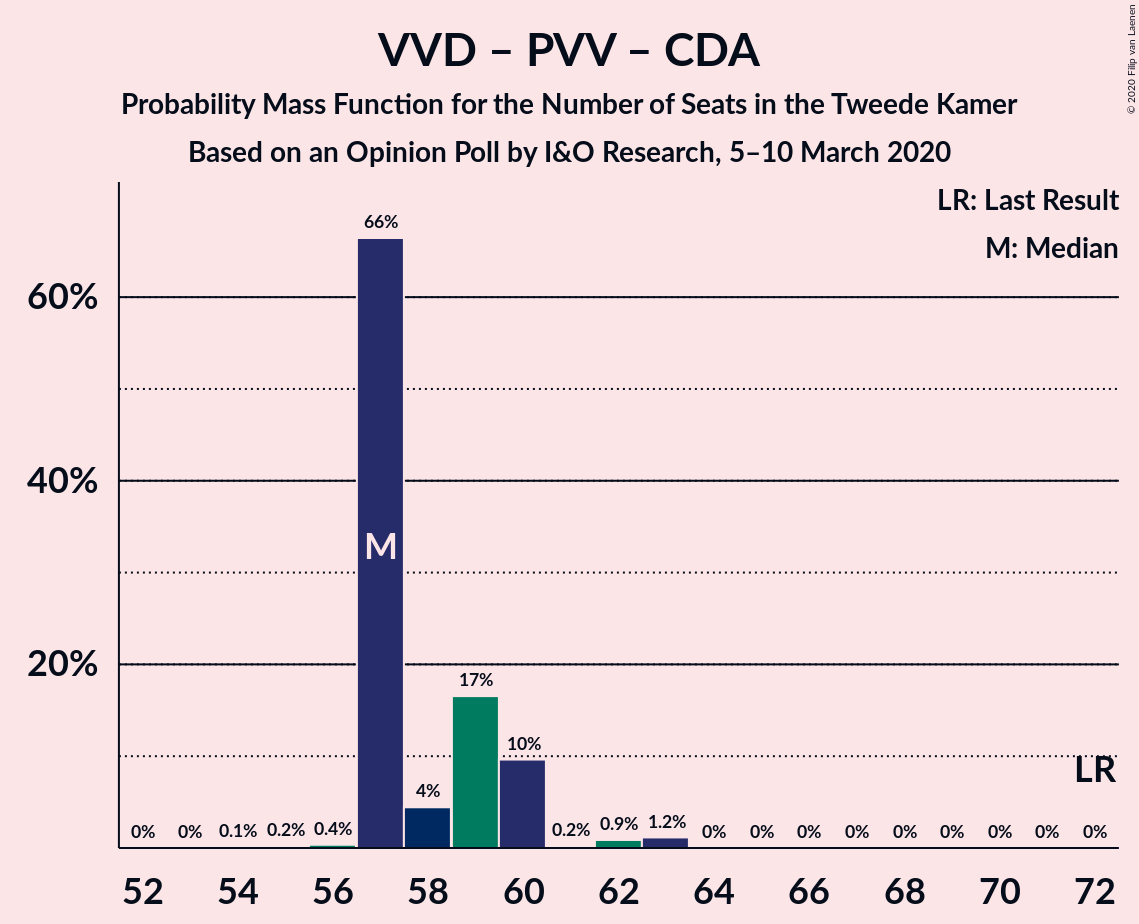 VVD – PVV – CDA
Probability Mass Function for the Number of Seats in the Tweede Kamer
Based on an Opinion Poll by I&O Research, 5–10 March 2020
© 2020 Filip van Laenen
LR: Last Result
M: Median
60%
40%
20%
0% 0% 0.1% 0.2% 0.4% 66% 4% 17% 10% 0.2% 0.9% 1.2% 0% 0% 0% 0% 0% 0% 0% 0% 0%
M
LR
52 54 56 58 60 62 64 66 68 70 72